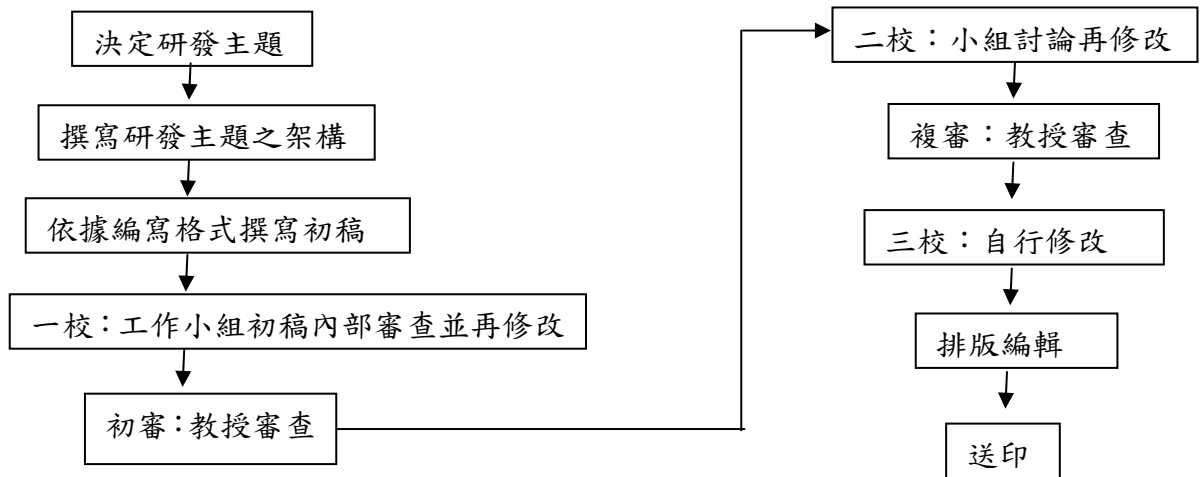 決定研發主題
撰寫研發主題之架構
依據編寫格式撰寫初稿
一校：工作小組初稿內部審查並再修改
初審：教授審查
二校：小組討論再修改
複審：教授審查
三校：自行修改
排版編輯
送印